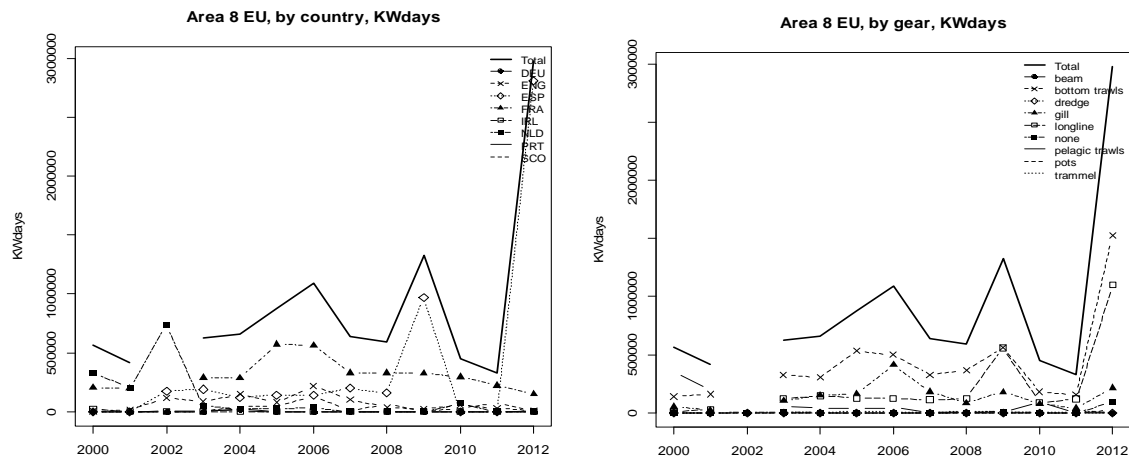 Area 8 EU, by country, KWdays
KWdays
3000000
2000000
1000000
500000
0
2000
2002
2004
2006
2008
2010
2012
Total
DEU
ENG
ESP
FRA
IRL
NLD
PRT
SCO
Area 8 EU, by gear, KWdays
KWdays
3000000
2000000
1000000
500000
0
2000
2002
2004
2006
2008
2010
2012
Total
beam
bottom trawls
dredge
gill
longline
none
pelagic trawls
pots
trammel